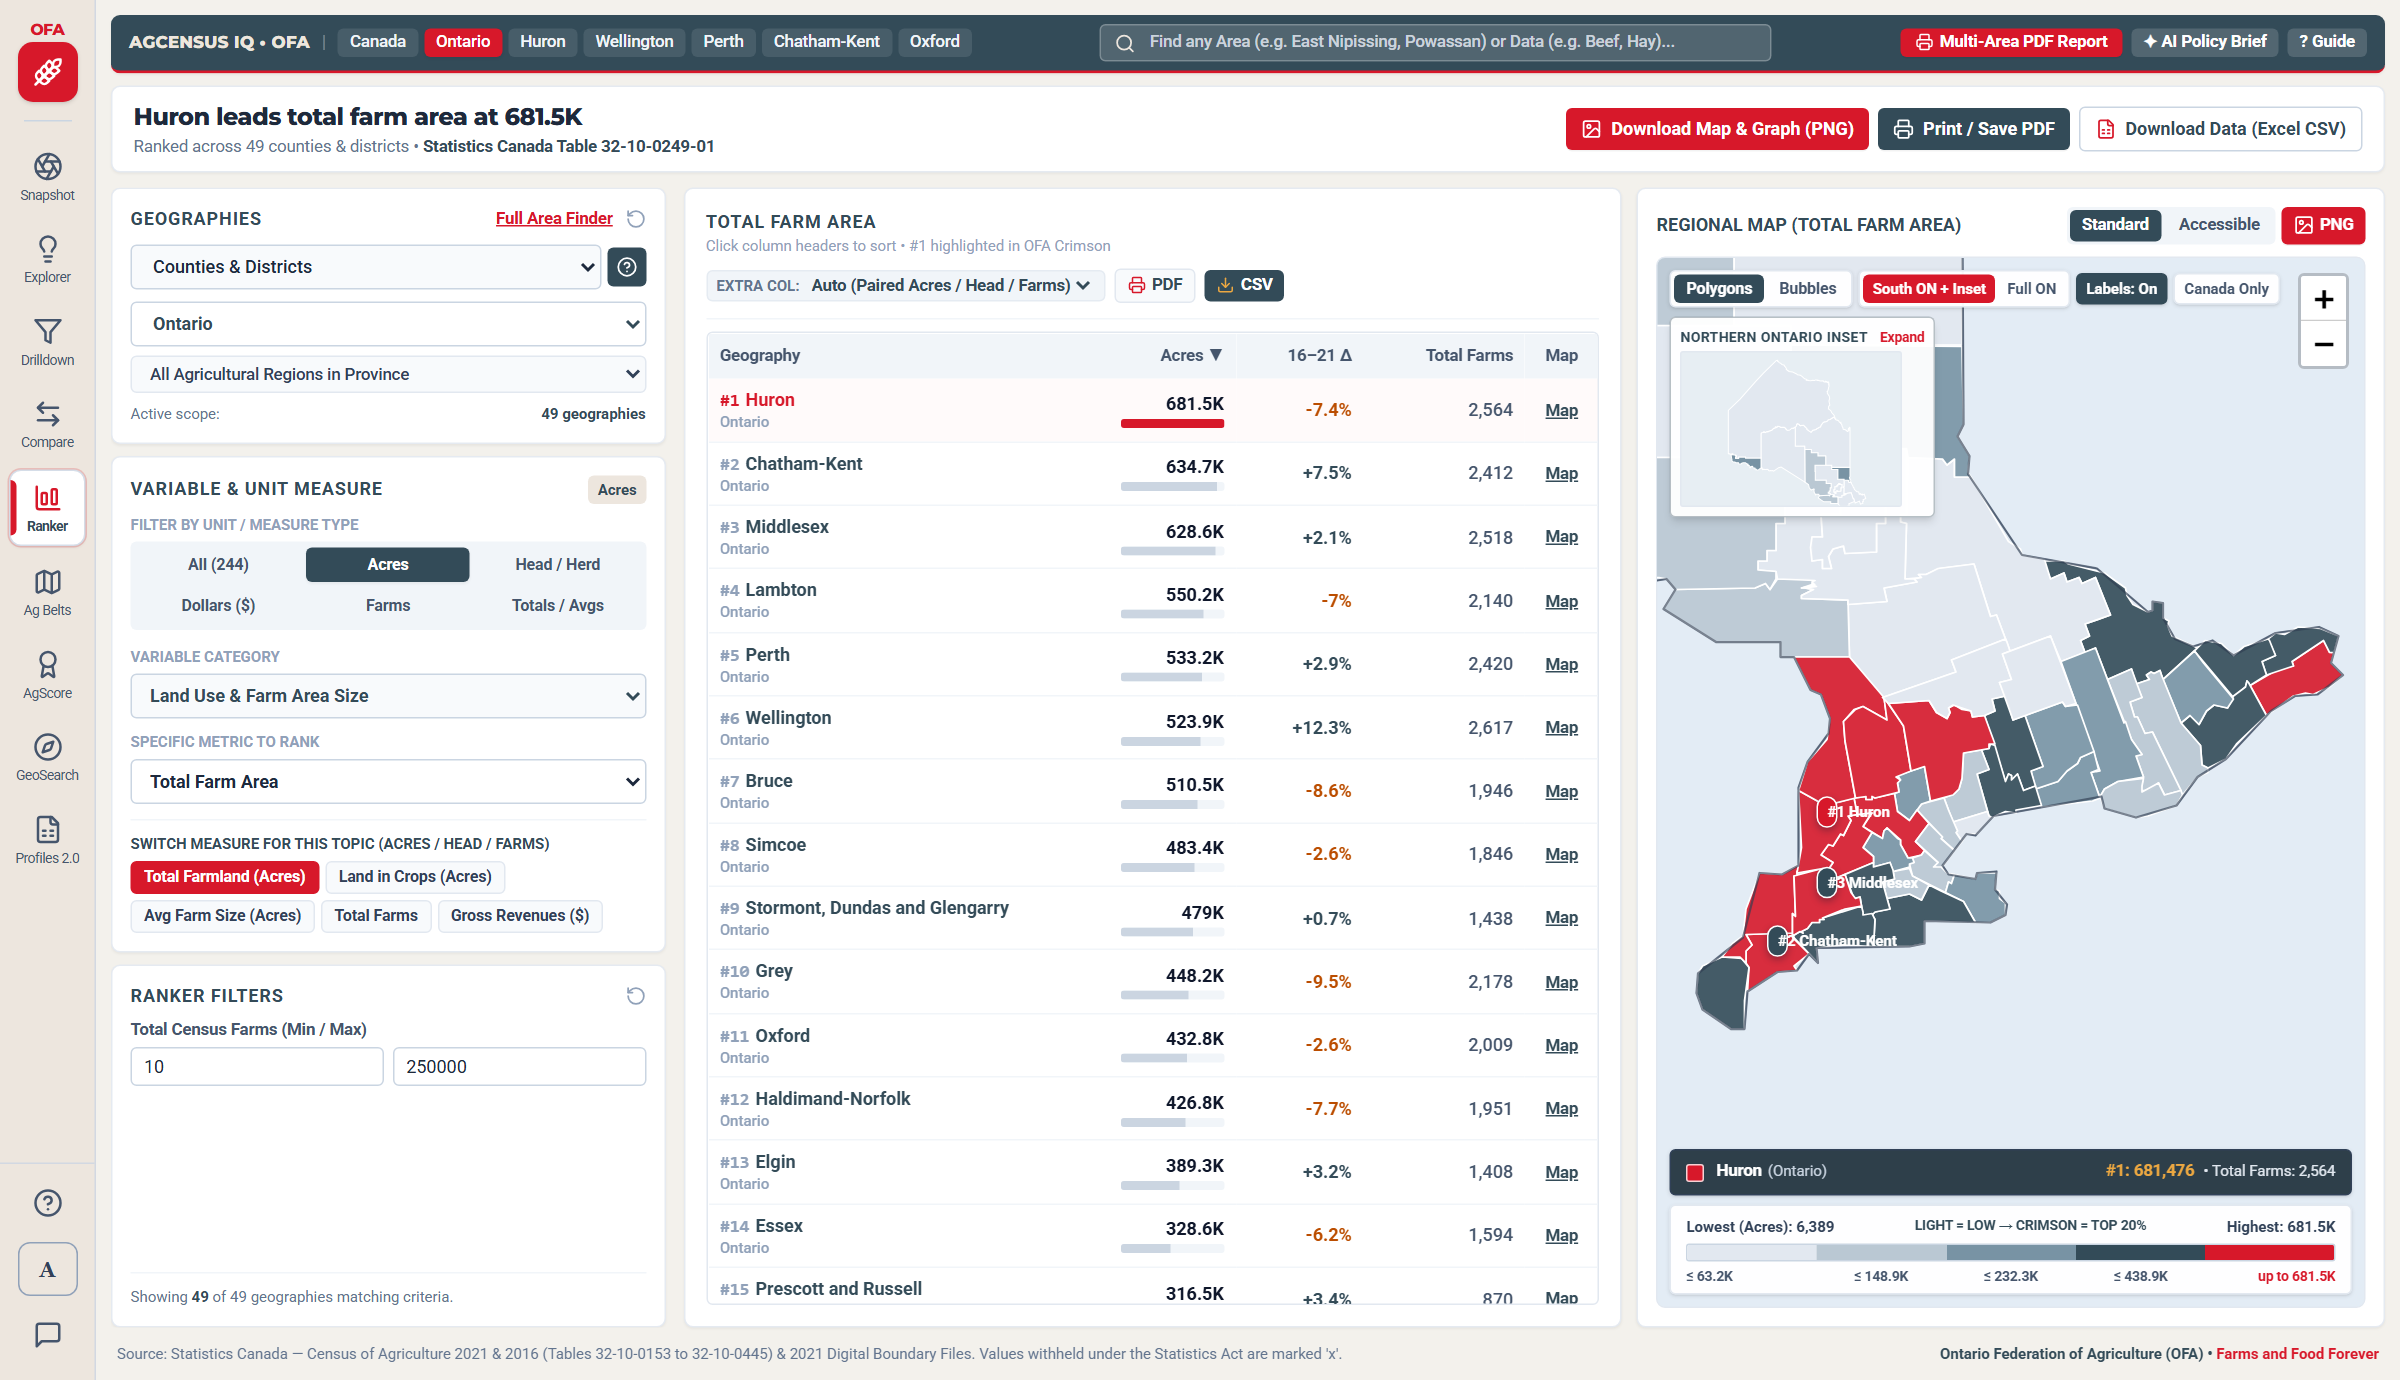 OFA
Snapshot
Explorer
Drilldown
Compare
Ranker
Ag Belts
AgScore
GeoSearch
Profiles 2.0
A
AGCENSUS IQ • OFA | Canada Ontario Huron Wellington Perth Chatham-Kent Oxford
Find any Area (e.g. East Nipissing, Powassan) or Data (e.g. Beef, Hay)...
Multi-Area PDF Report ✦ AI Policy Brief ? Guide
Huron leads total farm area at 681.5K
Ranked across 49 counties & districts • Statistics Canada Table 32-10-0249-01
Download Map & Graph (PNG) Print / Save PDF Download Data (Excel CSV)
GEOGRAPHIES Full Area Finder
Counties & Districts
Ontario
All Agricultural Regions in Province
Active scope: 49 geographies
VARIABLE & UNIT MEASURE Acres
FILTER BY UNIT / MEASURE TYPE
All (244) Acres Head / Herd
Dollars ($) Farms Totals / Avgs
VARIABLE CATEGORY
Land Use & Farm Area Size
SPECIFIC METRIC TO RANK
Total Farm Area
SWITCH MEASURE FOR THIS TOPIC (ACRES / HEAD / FARMS)
Total Farmland (Acres) Land in Crops (Acres)
Avg Farm Size (Acres) Total Farms Gross Revenues ($)
RANKER FILTERS
Total Census Farms (Min / Max)
10 250000
Showing 49 of 49 geographies matching criteria.
TOTAL FARM AREA
Click column headers to sort • #1 highlighted in OFA Crimson
EXTRA COL: Auto (Paired Acres / Head / Farms) PDF CSV
Geography Acres ▼ 16–21 Δ Total Farms Map
#1 Huron 681.5K -7.4% 2,564 Map
Ontario
#2 Chatham-Kent 634.7K +7.5% 2,412 Map
Ontario
#3 Middlesex 628.6K +2.1% 2,518 Map
Ontario
#4 Lambton 550.2K -7% 2,140 Map
Ontario
#5 Perth 533.2K +2.9% 2,420 Map
Ontario
#6 Wellington 523.9K +12.3% 2,617 Map
Ontario
#7 Bruce 510.5K -8.6% 1,946 Map
Ontario
#8 Simcoe 483.4K -2.6% 1,846 Map
Ontario
#9 Stormont, Dundas and Glengarry 479K +0.7% 1,438 Map
Ontario
#10 Grey 448.2K -9.5% 2,178 Map
Ontario
#11 Oxford 432.8K -2.6% 2,009 Map
Ontario
#12 Haldimand-Norfolk 426.8K -7.7% 1,951 Map
Ontario
#13 Elgin 389.3K +3.2% 1,408 Map
Ontario
#14 Essex 328.6K -6.2% 1,594 Map
Ontario
#15 Prescott and Russell 316.5K +3.4% 870 Map
REGIONAL MAP (TOTAL FARM AREA) Standard Accessible PNG
Polygons Bubbles South ON + Inset Full ON Labels: On Canada Only
+
−
NORTHERN ONTARIO INSET Expand
#1 Huron
#3 Middlesex
#2 Chatham-Kent
Huron (Ontario) #1: 681,476 • Total Farms: 2,564
Lowest (Acres): 6,389 LIGHT = LOW → CRIMSON = TOP 20% Highest: 681.5K
≤ 63.2K ≤ 148.9K ≤ 232.3K ≤ 438.9K up to 681.5K
Source: Statistics Canada — Census of Agriculture 2021 & 2016 (Tables 32-10-0153 to 32-10-0445) & 2021 Digital Boundary Files. Values withheld under the Statistics Act are marked 'x'.
Ontario Federation of Agriculture (OFA) • Farms and Food Forever